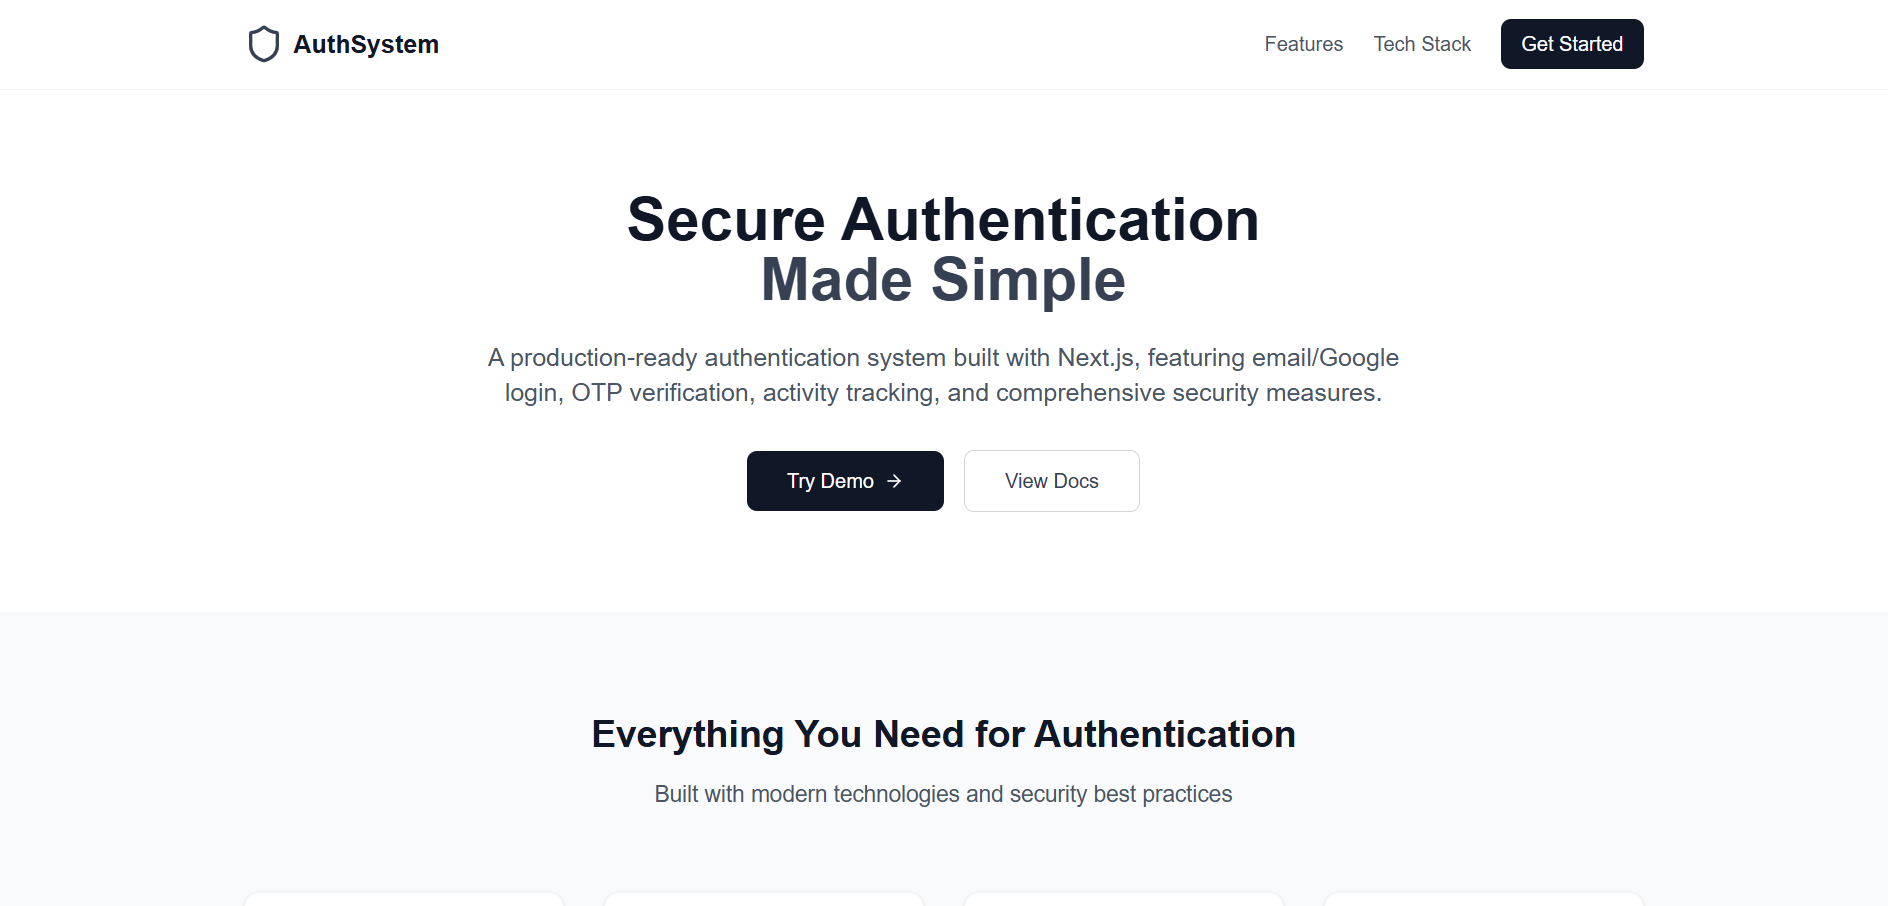 AuthSystem
Features
Tech Stack
Get Started
Secure Authentication
Made Simple
A production-ready authentication system built with Next.js, featuring email/Google
login, OTP verification, activity tracking, and comprehensive security measures.
Try Demo →
View Docs
Everything You Need for Authentication
Built with modern technologies and security best practices